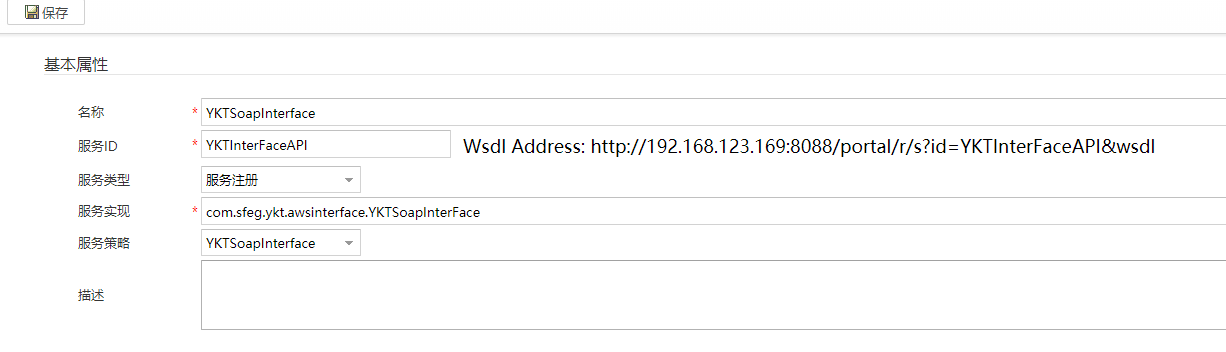 保存
基本属性
名称 * YKTSoapInterface
服务ID * YKTInterFaceAPI Wsdl Address: http://192.168.123.169:8088/portal/r/s?id=YKTInterFaceAPI&wsdl
服务类型 服务注册
服务实现 * com.sfeg.ykt.awsinterface.YKTSoapInterFace
服务策略 YKTSoapInterface
描述